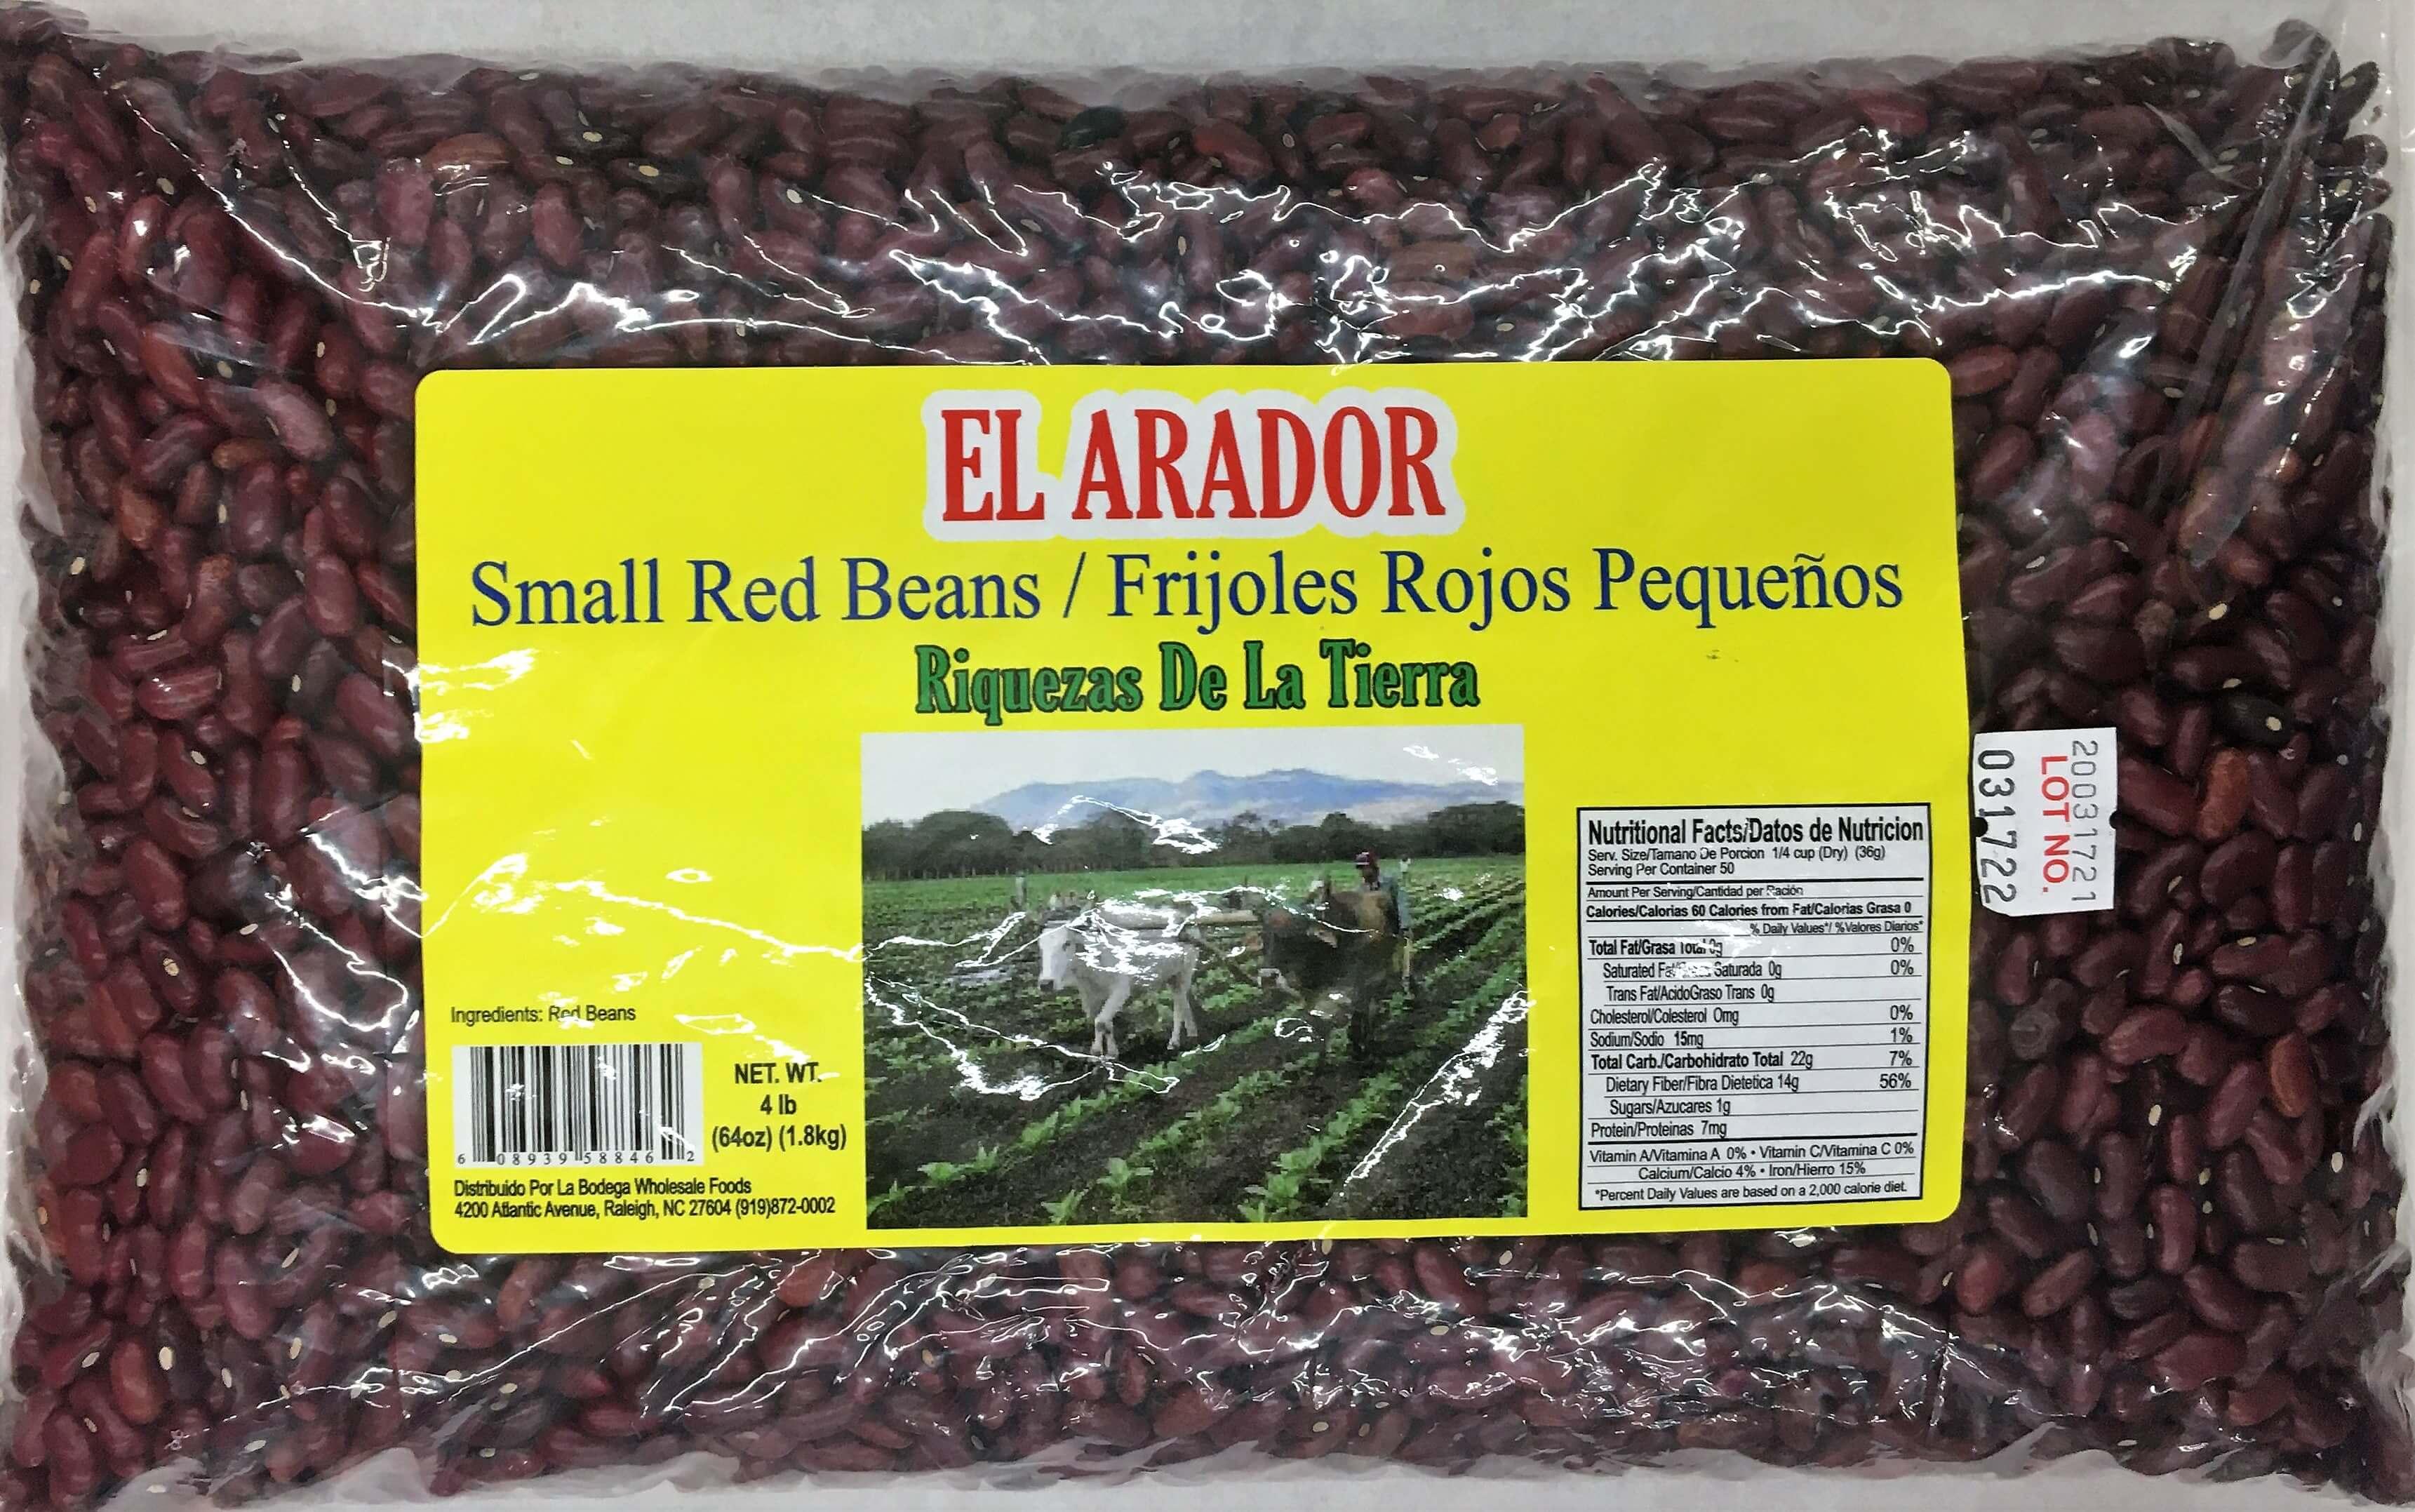 EL ARADOR
Small Red Beans / Frijoles Rojos Pequeños
Riquezas De La Tierra
Ingredients: Red Beans
6 08939 58846 2
NET. WT.
4 lb
(64oz) (1.8kg)
Distribuido Por La Bodega Wholesale Foods
4200 Atlantic Avenue, Raleigh, NC 27604 (919)872-0002
Nutritional Facts/Datos de Nutricion
Serv. Size/Tamano De Porcion 1/4 cup (Dry) (36g)
Serving Per Container 50
Amount Per Serving/Cantidad per Ración
Calories/Calorias 60 Calories from Fat/Calorias Grasa 0
% Daily Values*/ %Valores Diarios*
Total Fat/Grasa Total 0g 0%
Saturated Saturada 0g 0%
Trans Fat/AcidoGraso Trans 0g
Cholesterol/Colesterol 0mg 0%
Sodium/Sodio 15mg 1%
Total Carb./Carbohidrato Total 22g 7%
Dietary Fiber/Fibra Dietetica 14g 56%
Sugars/Azucares 1g
Protein/Proteinas 7mg
Vitamin A/Vitamina A 0% • Vitamin C/Vitamina C 0%
Calcium/Calcio 4% • Iron/Hierro 15%
*Percent Daily Values are based on a 2,000 calorie diet.
20031721
LOT NO.
031722